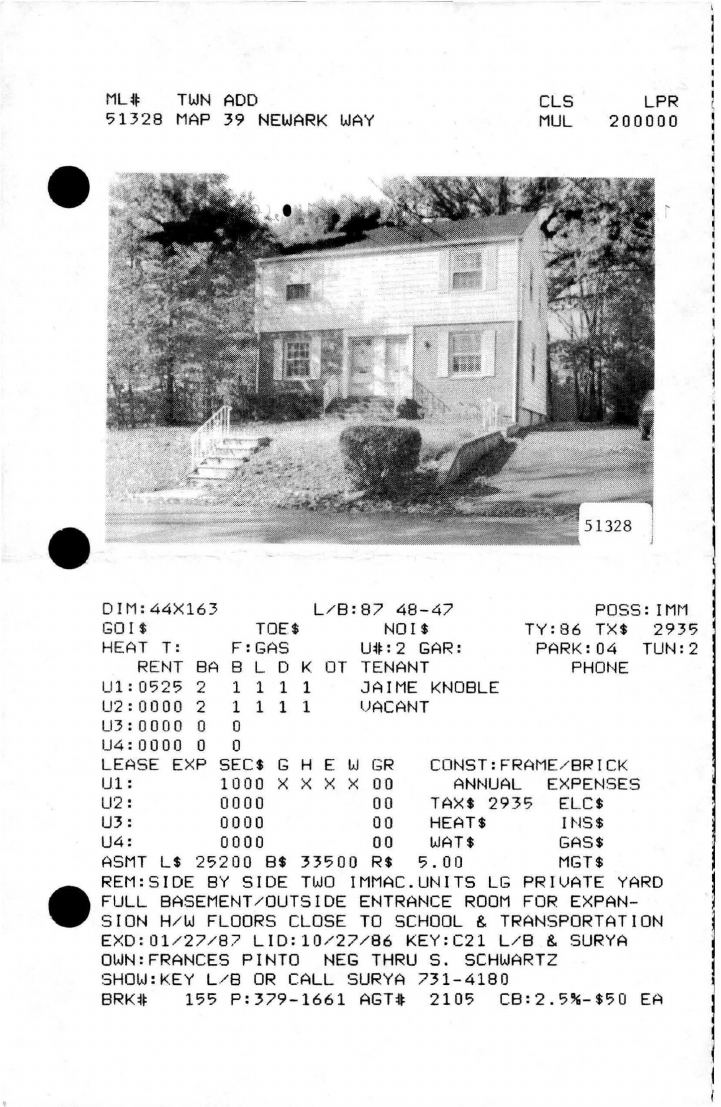 ML# TWN ADD CLS LPR
51328 MAP 39 NEWARK WAY MUL 200000
51328
DIM:44X163 L/B:87 48-47 POSS:IMM
GOI$ TOE$ NOI$ TY:86 TX$ 2935
HEAT T: F:GAS U#:2 GAR: PARK:04 TUN:2
RENT BA B L D K OT TENANT PHONE
U1:0525 2 1 1 1 1 JAIME KNOBLE
U2:0000 2 1 1 1 1 VACANT
U3:0000 0 0
U4:0000 0 0
LEASE EXP SEC$ G H E W GR CONST:FRAME/BRICK
U1: 1000 X X X X 00 ANNUAL EXPENSES
U2: 0000 00 TAX$ 2935 ELC$
U3: 0000 00 HEAT$ INS$
U4: 0000 00 WAT$ GAS$
ASMT L$ 25200 B$ 33500 R$ 5.00 MGT$
REM:SIDE BY SIDE TWO IMMAC.UNITS LG PRIVATE YARD
FULL BASEMENT/OUTSIDE ENTRANCE ROOM FOR EXPAN-
SION H/W FLOORS CLOSE TO SCHOOL & TRANSPORTATION
EXD:01/27/87 LID:10/27/86 KEY:C21 L/B & SURYA
OWN:FRANCES PINTO NEG THRU S. SCHWARTZ
SHOW:KEY L/B OR CALL SURYA 731-4180
BRK# 155 P:379-1661 AGT# 2105 CB:2.5%-$50 EA